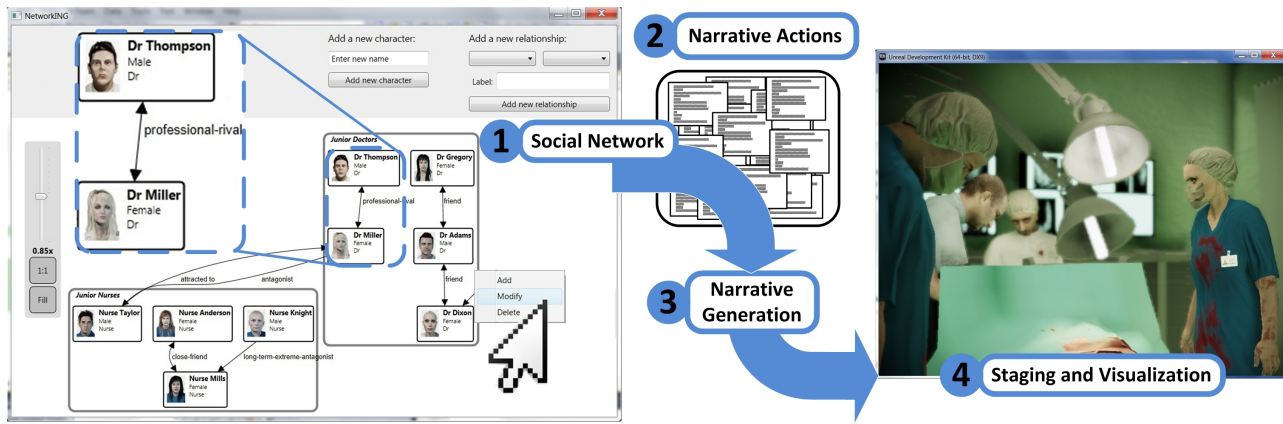 NetworkING
Dr Thompson
Male
Dr
professional-rival
Dr Miller
Female
Dr
Add a new character:
Enter new name
Add new character
Add a new relationship:
Label:
Add new relationship
0.85x
1:1
Fill
Junior Doctors
Dr Thompson
Male
Dr
Dr Gregory
Female
Dr
professional-rival
friend
Dr Miller
Female
Dr
Dr Adams
Male
Dr
attracted to
antagonist
friend
Dr Dixon
Female
Dr
Add
Modify
Delete
Junior Nurses
Nurse Taylor
Male
Nurse
Nurse Anderson
Female
Nurse
Nurse Knight
Female
Nurse
close-friend
long-term-extreme-antagonist
Nurse Mills
Female
Nurse
1 Social Network
2 Narrative Actions
3 Narrative
Generation
Unreal Development Kit (64-bit, DX9)
4 Staging and Visualization